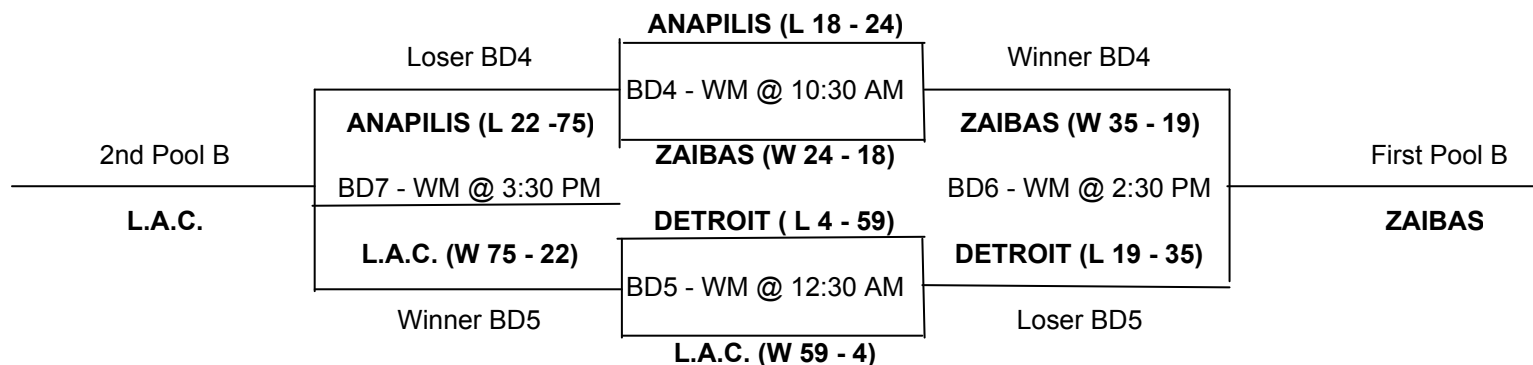 ANAPILIS (L 18 - 24)
Loser BD4
Winner BD4
BD4 - WM @ 10:30 AM
ANAPILIS (L 22 -75)
ZAIBAS (W 35 - 19)
2nd Pool B
ZAIBAS (W 24 - 18)
First Pool B
BD7 - WM @ 3:30 PM
BD6 - WM @ 2:30 PM
L.A.C.
DETROIT ( L 4 - 59)
ZAIBAS
L.A.C. (W 75 - 22)
DETROIT (L 19 - 35)
BD5 - WM @ 12:30 AM
Winner BD5
Loser BD5
L.A.C. (W 59 - 4)